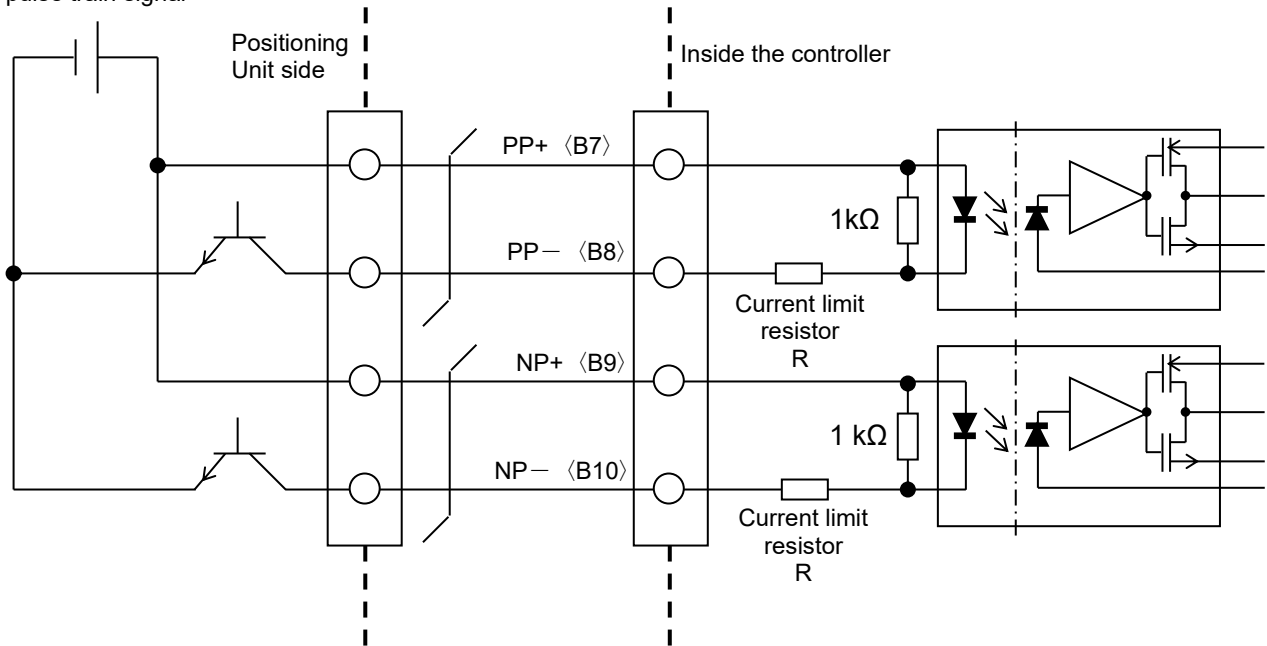 pulse train signal
Positioning
Unit side
Inside the controller
PP+ 〈B7〉
1kΩ
PP－ 〈B8〉
Current limit
resistor
R
NP+ 〈B9〉
1 kΩ
NP－ 〈B10〉
Current limit
resistor
R